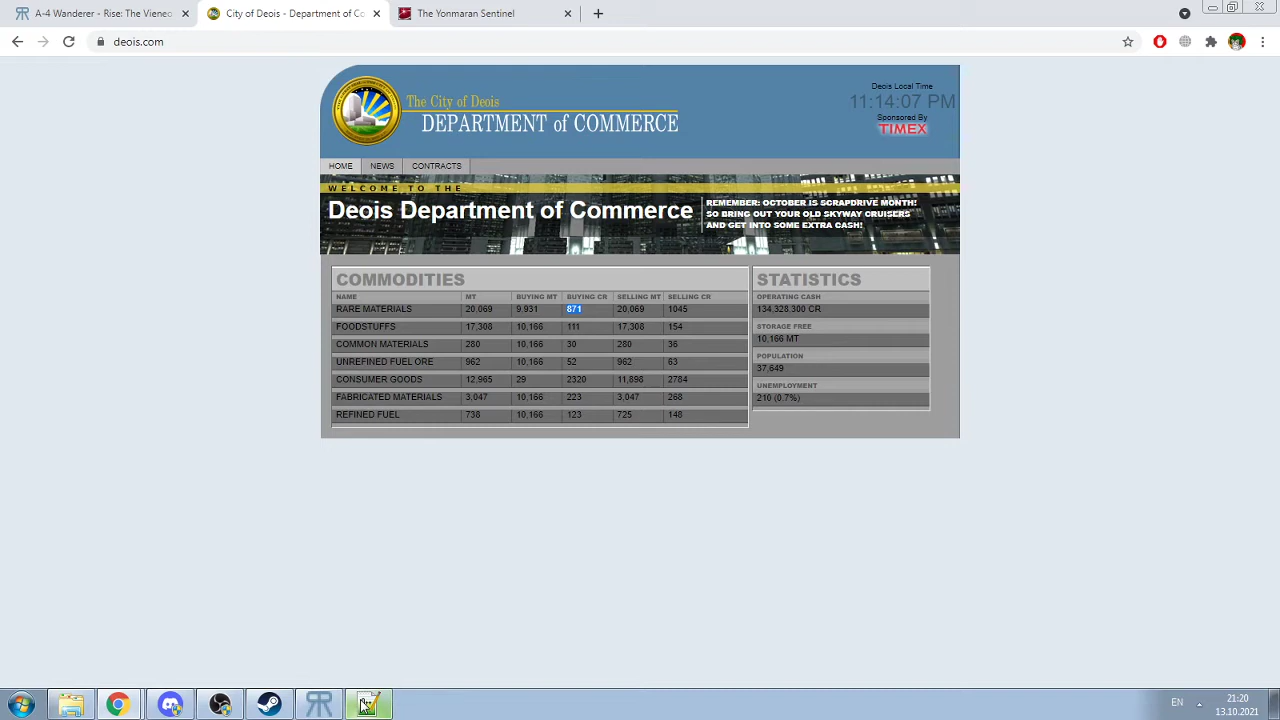 A-4 Wanderer - Rise: The Vieneo
City of Deois - Department of Co
The Yonmaran Sentinel
deois.com
The City of Deois
DEPARTMENT of COMMERCE
Deois Local Time
11:14:07 PM
Sponsored By
TIMEX
HOME NEWS CONTRACTS
WELCOME TO THE
Deois Department of Commerce
REMEMBER: OCTOBER IS SCRAPDRIVE MONTH!
SO BRING OUT YOUR OLD SKYWAY CRUISERS
AND GET INTO SOME EXTRA CASH!
COMMODITIES
NAME MT BUYING MT BUYING CR SELLING MT SELLING CR
RARE MATERIALS 20,069 9,931 871 20,069 1045
FOODSTUFFS 17,308 10,166 111 17,308 154
COMMON MATERIALS 280 10,166 30 280 36
UNREFINED FUEL ORE 962 10,166 52 962 63
CONSUMER GOODS 12,965 29 2320 11,898 2784
FABRICATED MATERIALS 3,047 10,166 223 3,047 268
REFINED FUEL 738 10,166 123 725 148
STATISTICS
OPERATING CASH
134,328,300 CR
STORAGE FREE
10,166 MT
POPULATION
37,649
UNEMPLOYMENT
210 (0.7%)
EN
21:20
13.10.2021